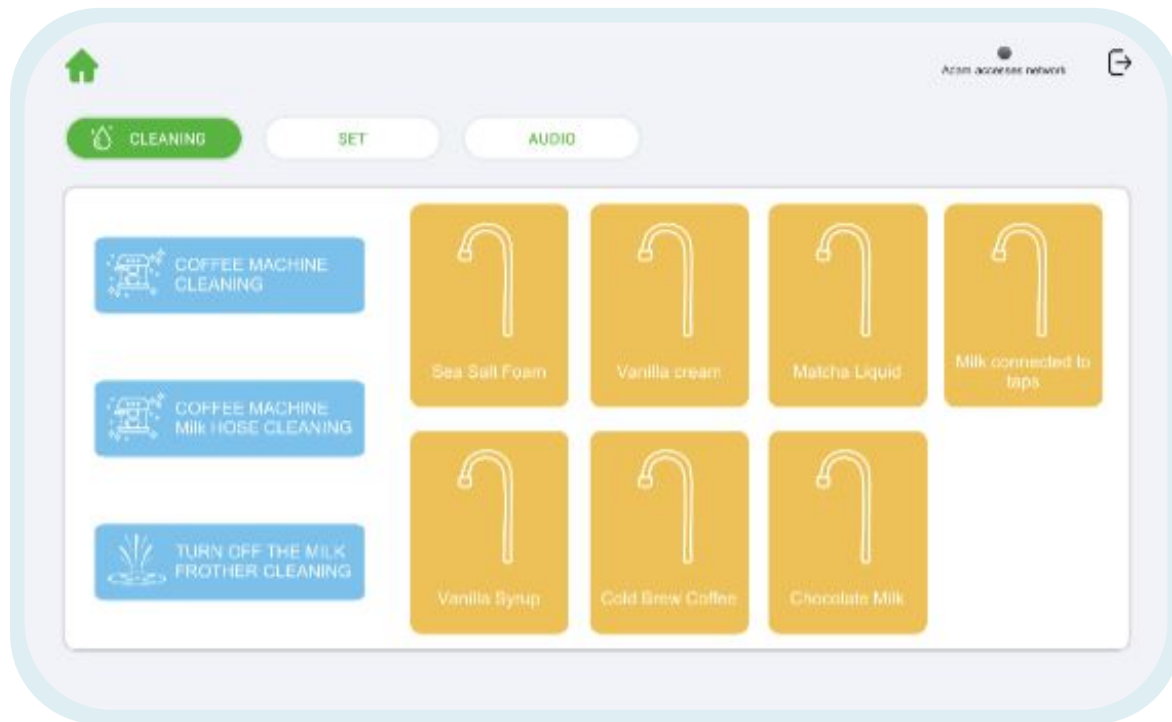 Adam accesses network
CLEANING
SET
AUDIO
COFFEE MACHINE
CLEANING
COFFEE MACHINE
Milk HOSE CLEANING
TURN OFF THE MILK
FROTHER CLEANING
Sea Salt Foam
Vanilla cream
Matcha Liquid
Milk connected to
taps
Vanilla Syrup
Cold Brew Coffee
Chocolate Milk